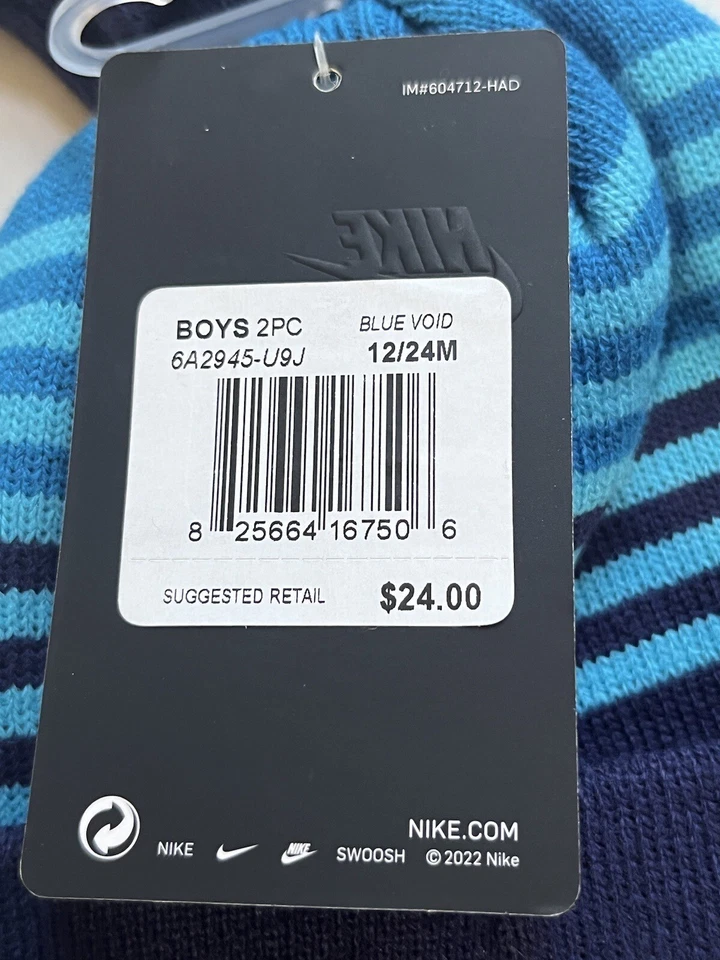 IM#604712-HAD
NIKE
BOYS 2PC BLUE VOID
6A2945-U9J 12/24M
8 25664 16750 6
SUGGESTED RETAIL $24.00
NIKE.COM
NIKE NIKE SWOOSH ©2022 Nike